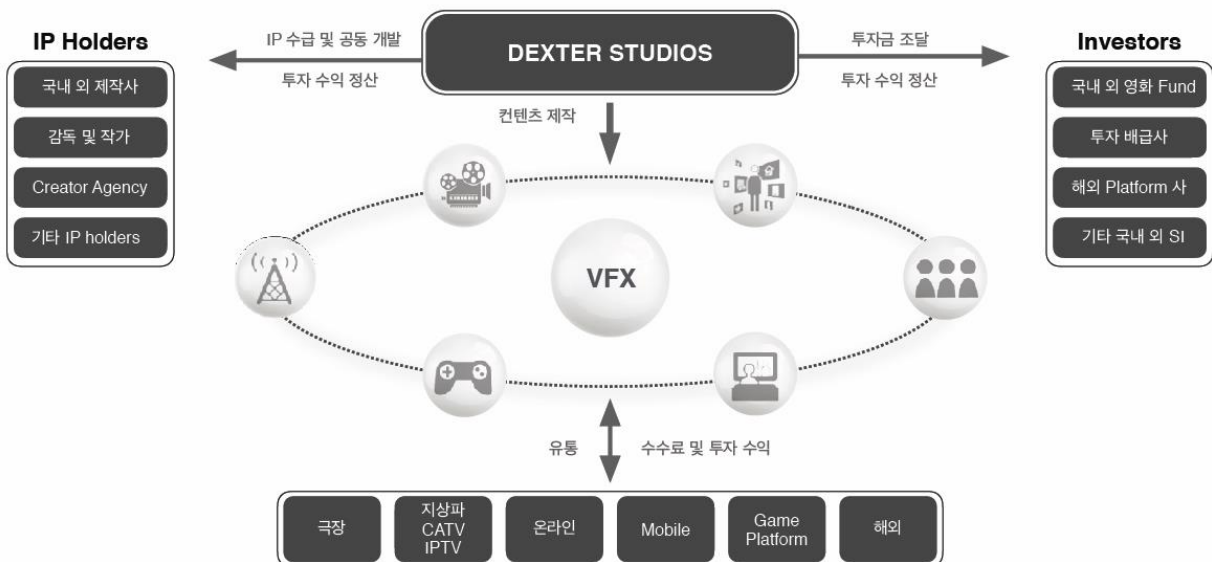 IP Holders
국내 외 제작사
감독 및 작가
Creator Agency
기타 IP holders
IP 수급 및 공동 개발
투자 수익 정산
DEXTER STUDIOS
투자금 조달
투자 수익 정산
Investors
국내 외 영화 Fund
투자 배급사
해외 Platform 사
기타 국내 외 SI
컨텐츠 제작
VFX
유통
수수료 및 투자 수익
극장
지상파
CATV
IPTV
온라인
Mobile
Game
Platform
해외